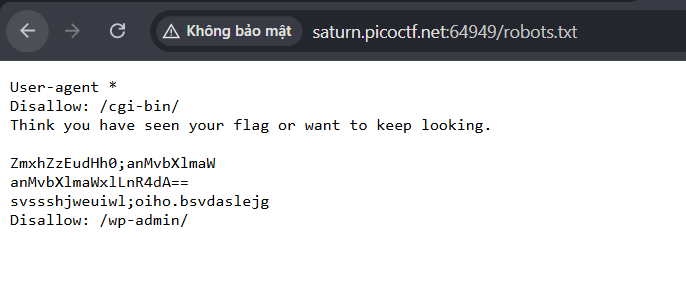 Không bảo mật saturn.picoctf.net:64949/robots.txt
User-agent *
Disallow: /cgi-bin/
Think you have seen your flag or want to keep looking.
ZmxhZzEudHh0;anMvbXlmaW
anMvbXlmaWxlLnR4dA==
svssshjweuiwl;oiho.bsvdaslejg
Disallow: /wp-admin/